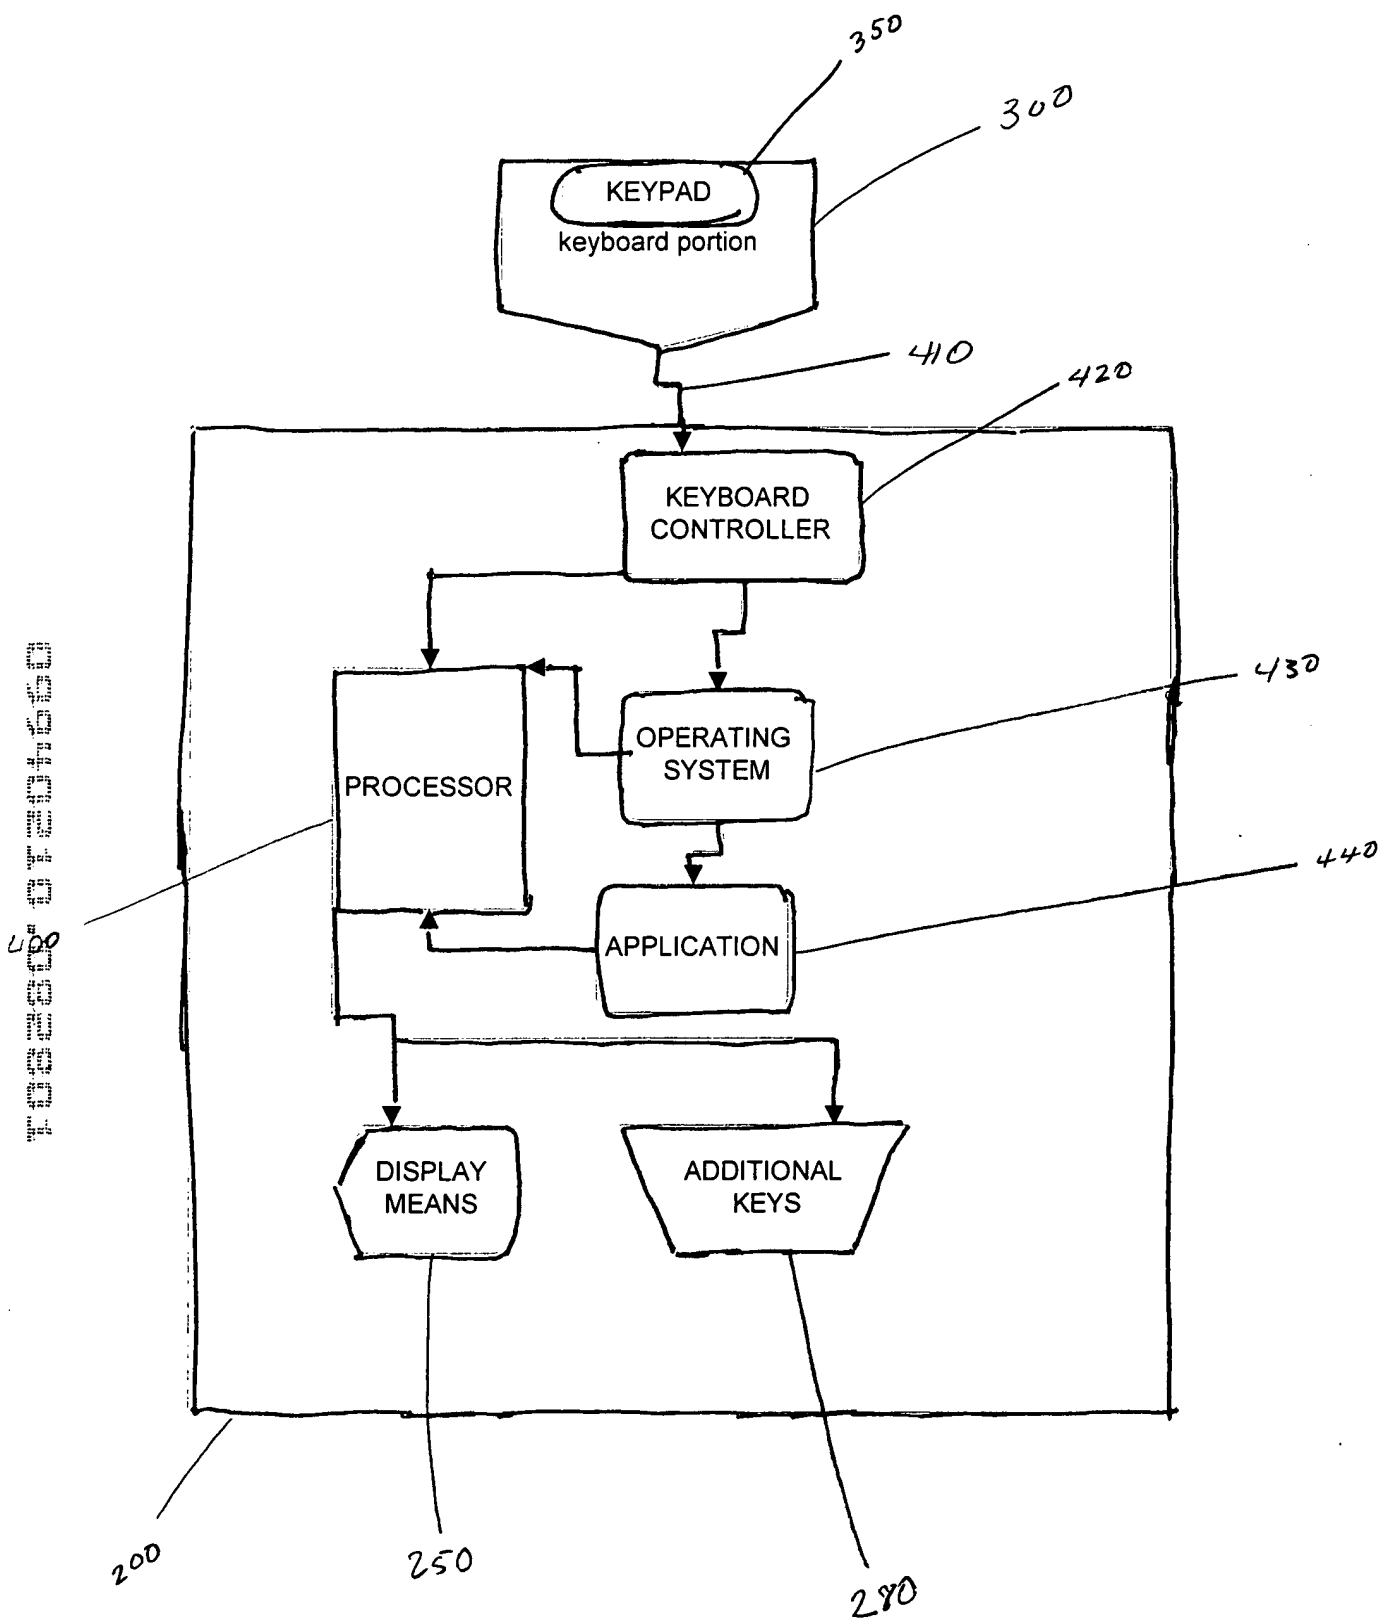 350
300
KEYPAD
keyboard portion
410
420
KEYBOARD
CONTROLLER
430
OPERATING
SYSTEM
PROCESSOR
440
400
APPLICATION
DISPLAY
MEANS
ADDITIONAL
KEYS
200
250
280